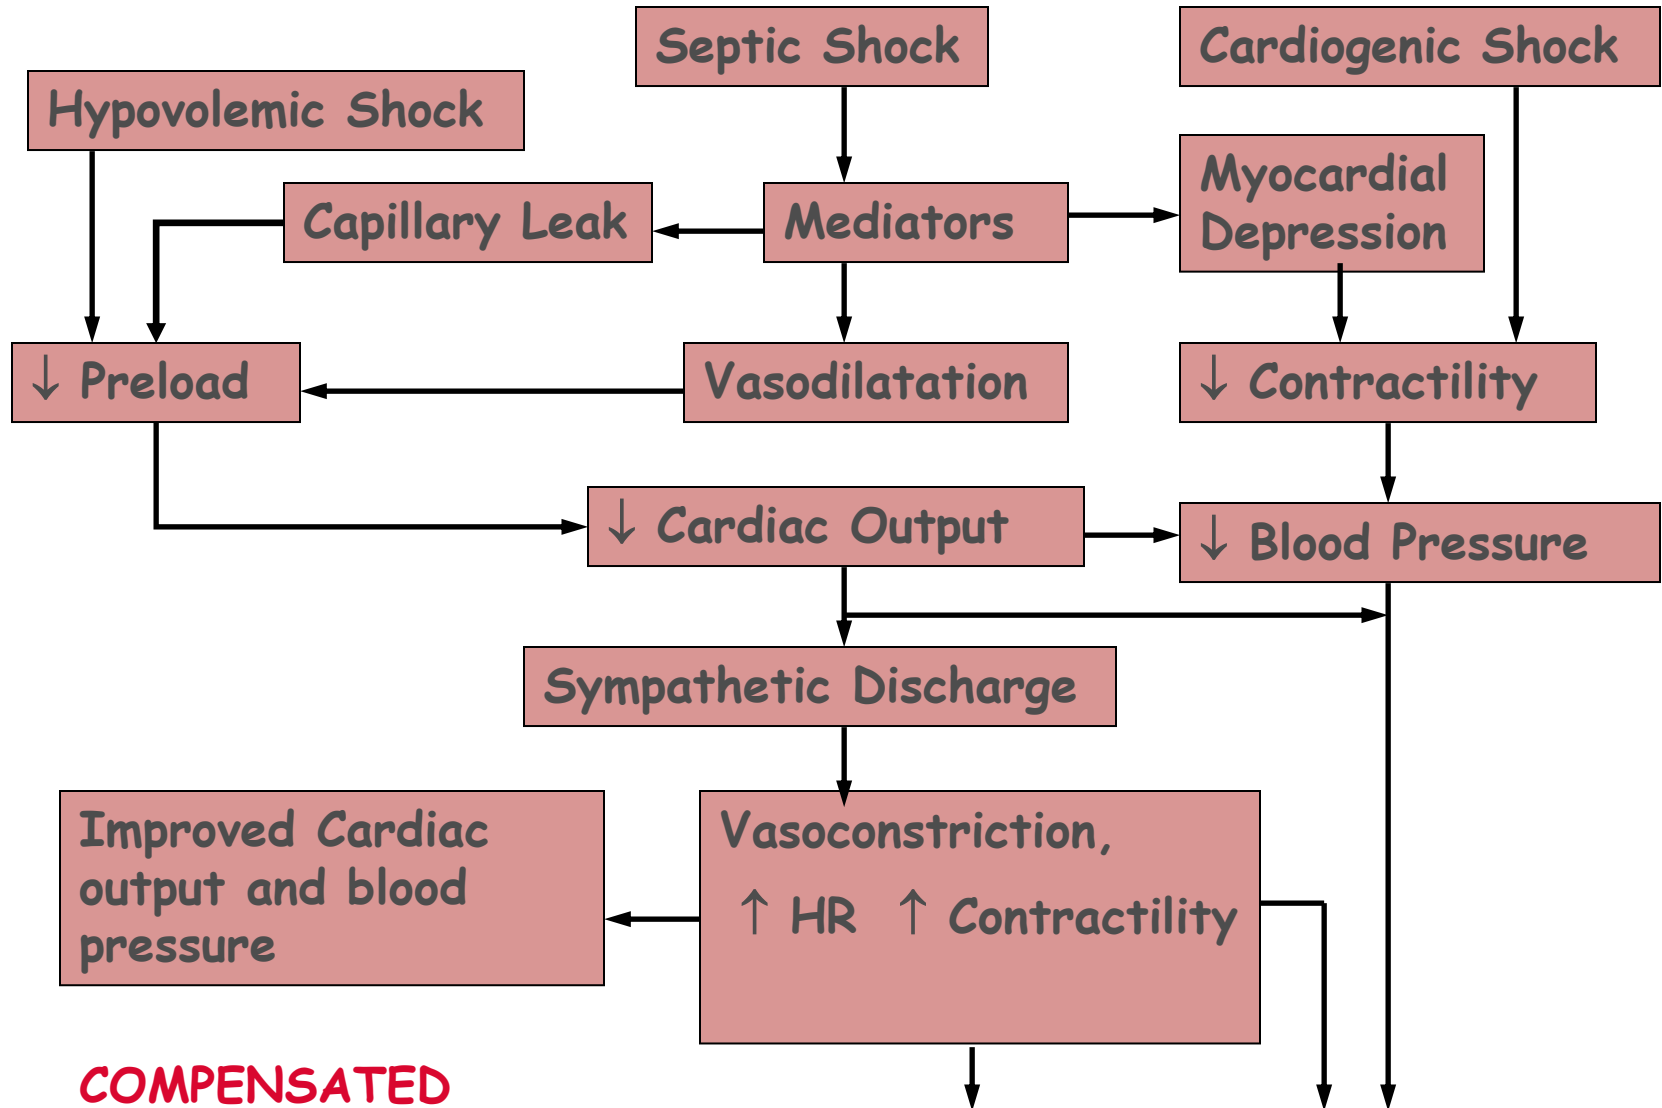 Septic Shock
Cardiogenic Shock
Hypovolemic Shock
Myocardial
Depression
Capillary Leak
Mediators
↓ Preload
Vasodilatation
↓ Contractility
↓ Cardiac Output
↓ Blood Pressure
Sympathetic Discharge
Improved Cardiac
output and blood
pressure
Vasoconstriction,
↑ HR ↑ Contractility
COMPENSATED